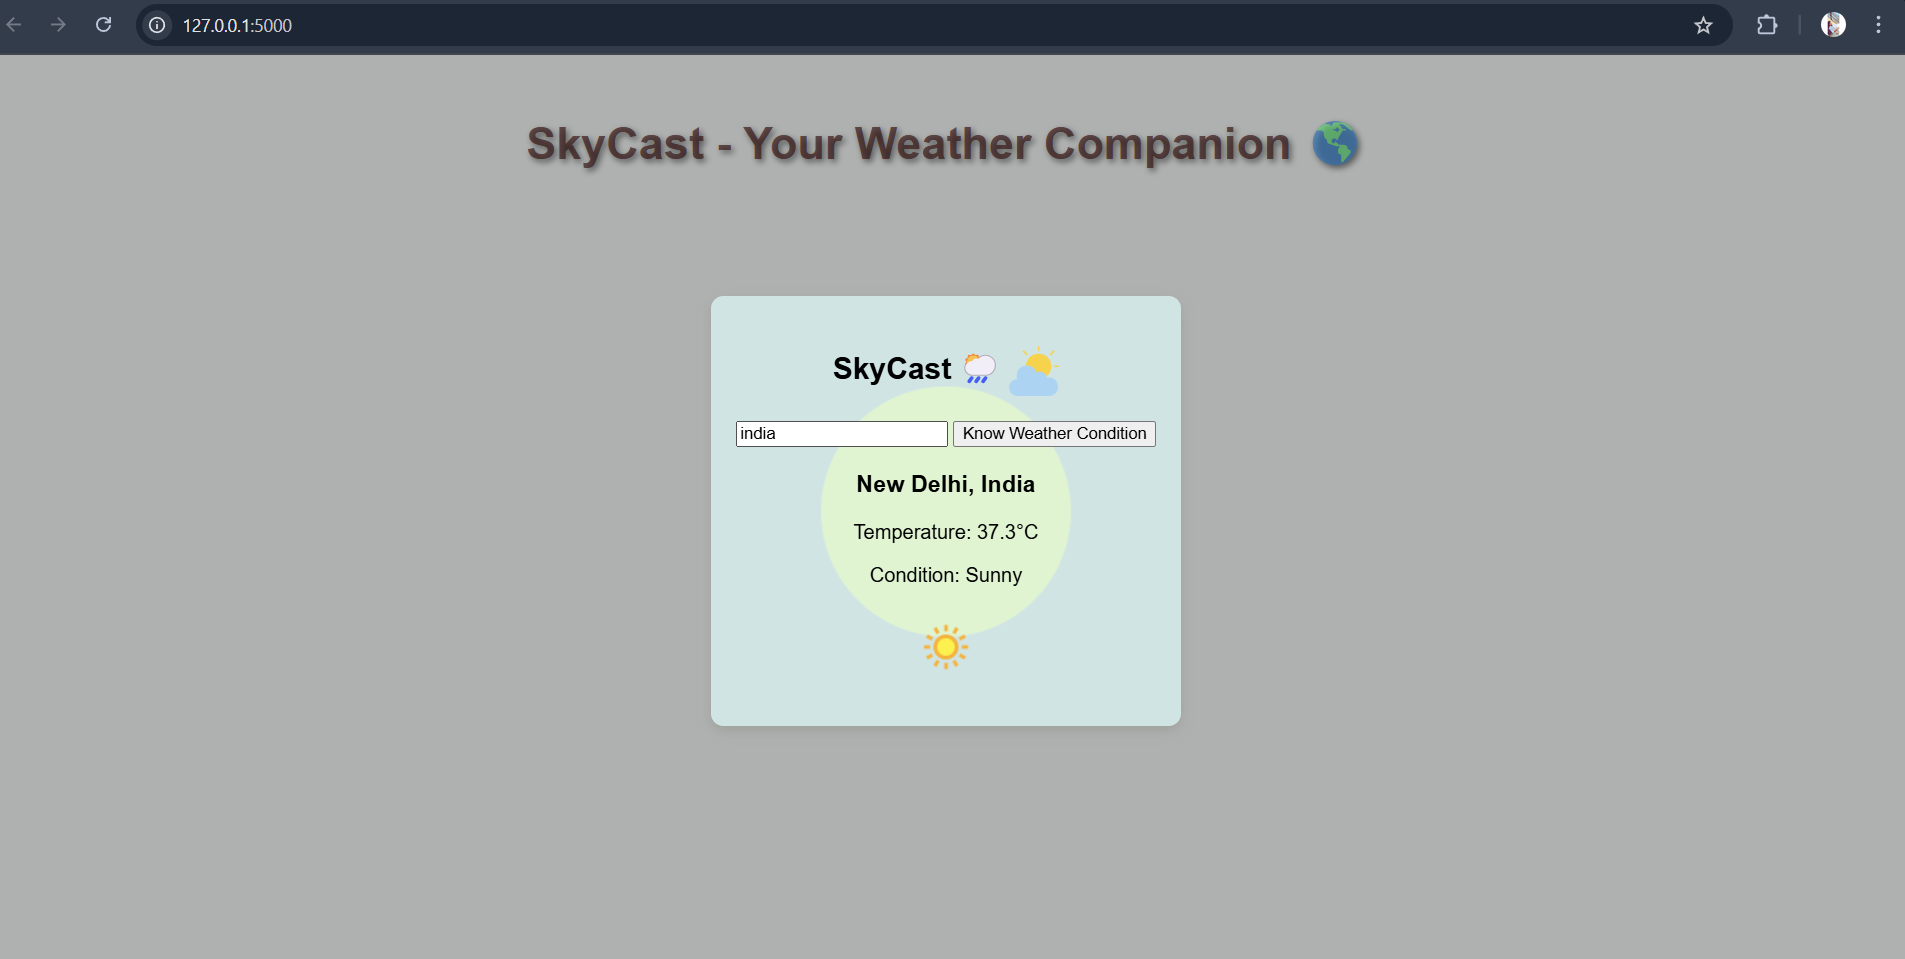 127.0.0.1:5000
SkyCast - Your Weather Companion
SkyCast
india Know Weather Condition
New Delhi, India
Temperature: 37.3°C
Condition: Sunny